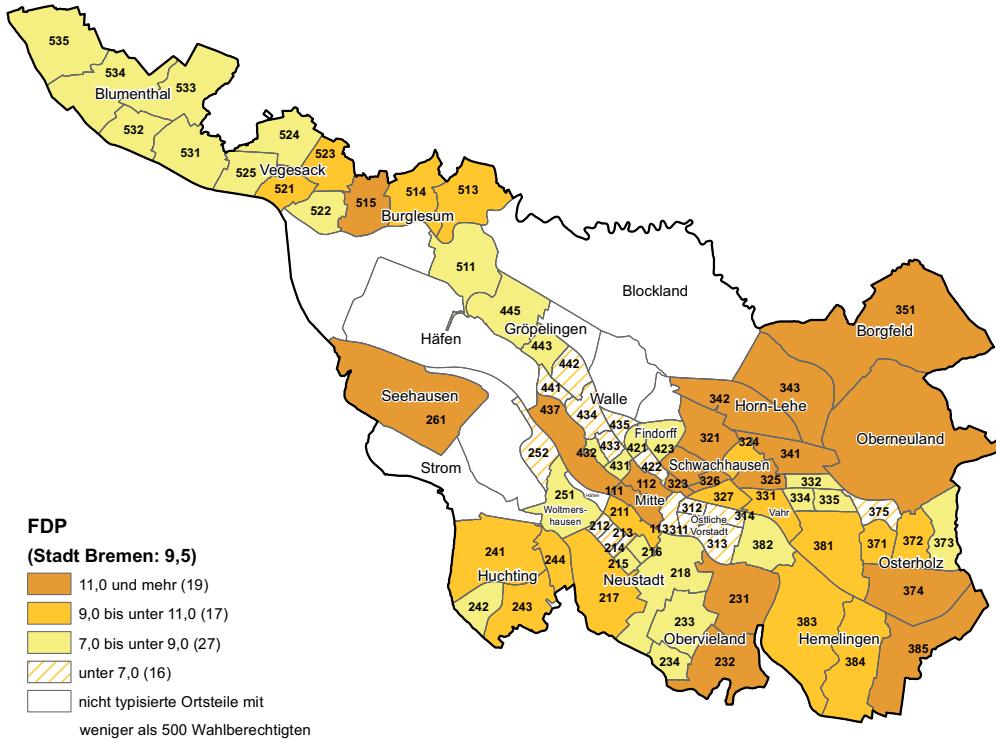 535
534
Blumenthal
533
532
531
524
523
525
Vegesack
521
522
515
514
513
Burglesum
511
Blockland
351
Borgfeld
445
Gröpelingen
Häfen
443
442
441
Seehausen
261
437
Walle
434
435
342
343
Horn-Lehe
Oberneuland
321
324
341
Findorff
432
433
421
423
431
422
Schwachhausen
252
Strom
323
326
325
332
112
111
Mitte
327
331
334
335
Vahr
251
Woltmers-
hausen
Häfen
211
312
314
375
Östliche
Vorstadt
113
311
313
212
213
214
215
216
382
381
371
372
373
Osterholz
241
244
Huchting
242
243
217
Neustadt
218
231
374
233
Obervieland
234
232
383
Hemelingen
384
385
FDP
(Stadt Bremen: 9,5)
11,0 und mehr (19)
9,0 bis unter 11,0 (17)
7,0 bis unter 9,0 (27)
unter 7,0 (16)
nicht typisierte Ortsteile mit
weniger als 500 Wahlberechtigten